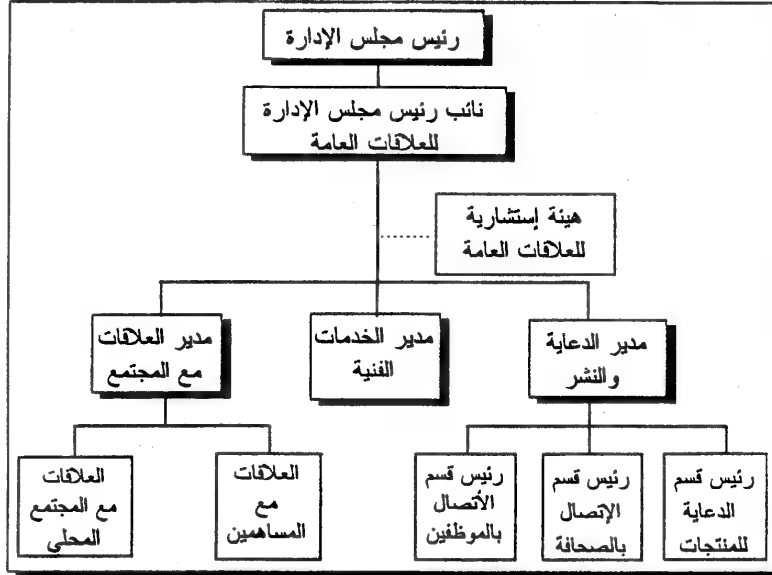 رئيس مجلس الإدارة
نائب رئيس مجلس الإدارة
للعلاقات العامة
هيئة إستشارية
للعلاقات العامة
مدير الدعاية
والنشر
مدير الخدمات
الفنية
مدير العلاقات
مع المجتمع
رئيس قسم
الدعاية
للمنتجات
رئيس قسم
الإتصال
بالصحافة
رئيس قسم
الأتصال
بالموظفين
العلاقات
مع
المساهمين
العلاقات
مع المجتمع
المحلى